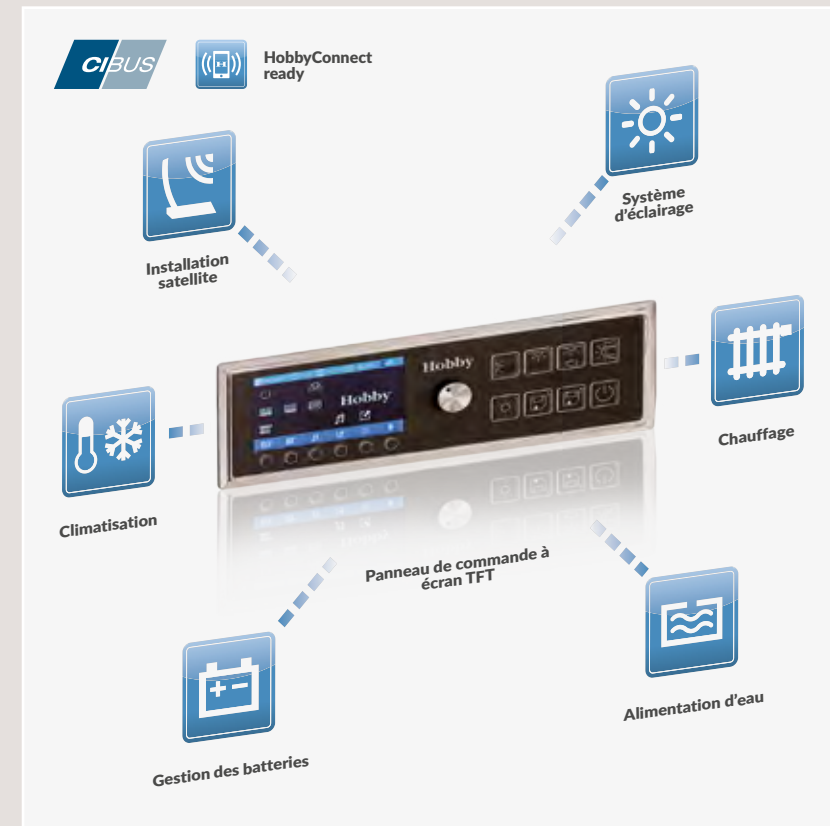 CIBUS
HobbyConnect
ready
Système
d'éclairage
Installation
satellite
Hobby
Hobby
Chauffage
Climatisation
Panneau de commande à
écran TFT
Alimentation d'eau
Gestion des batteries